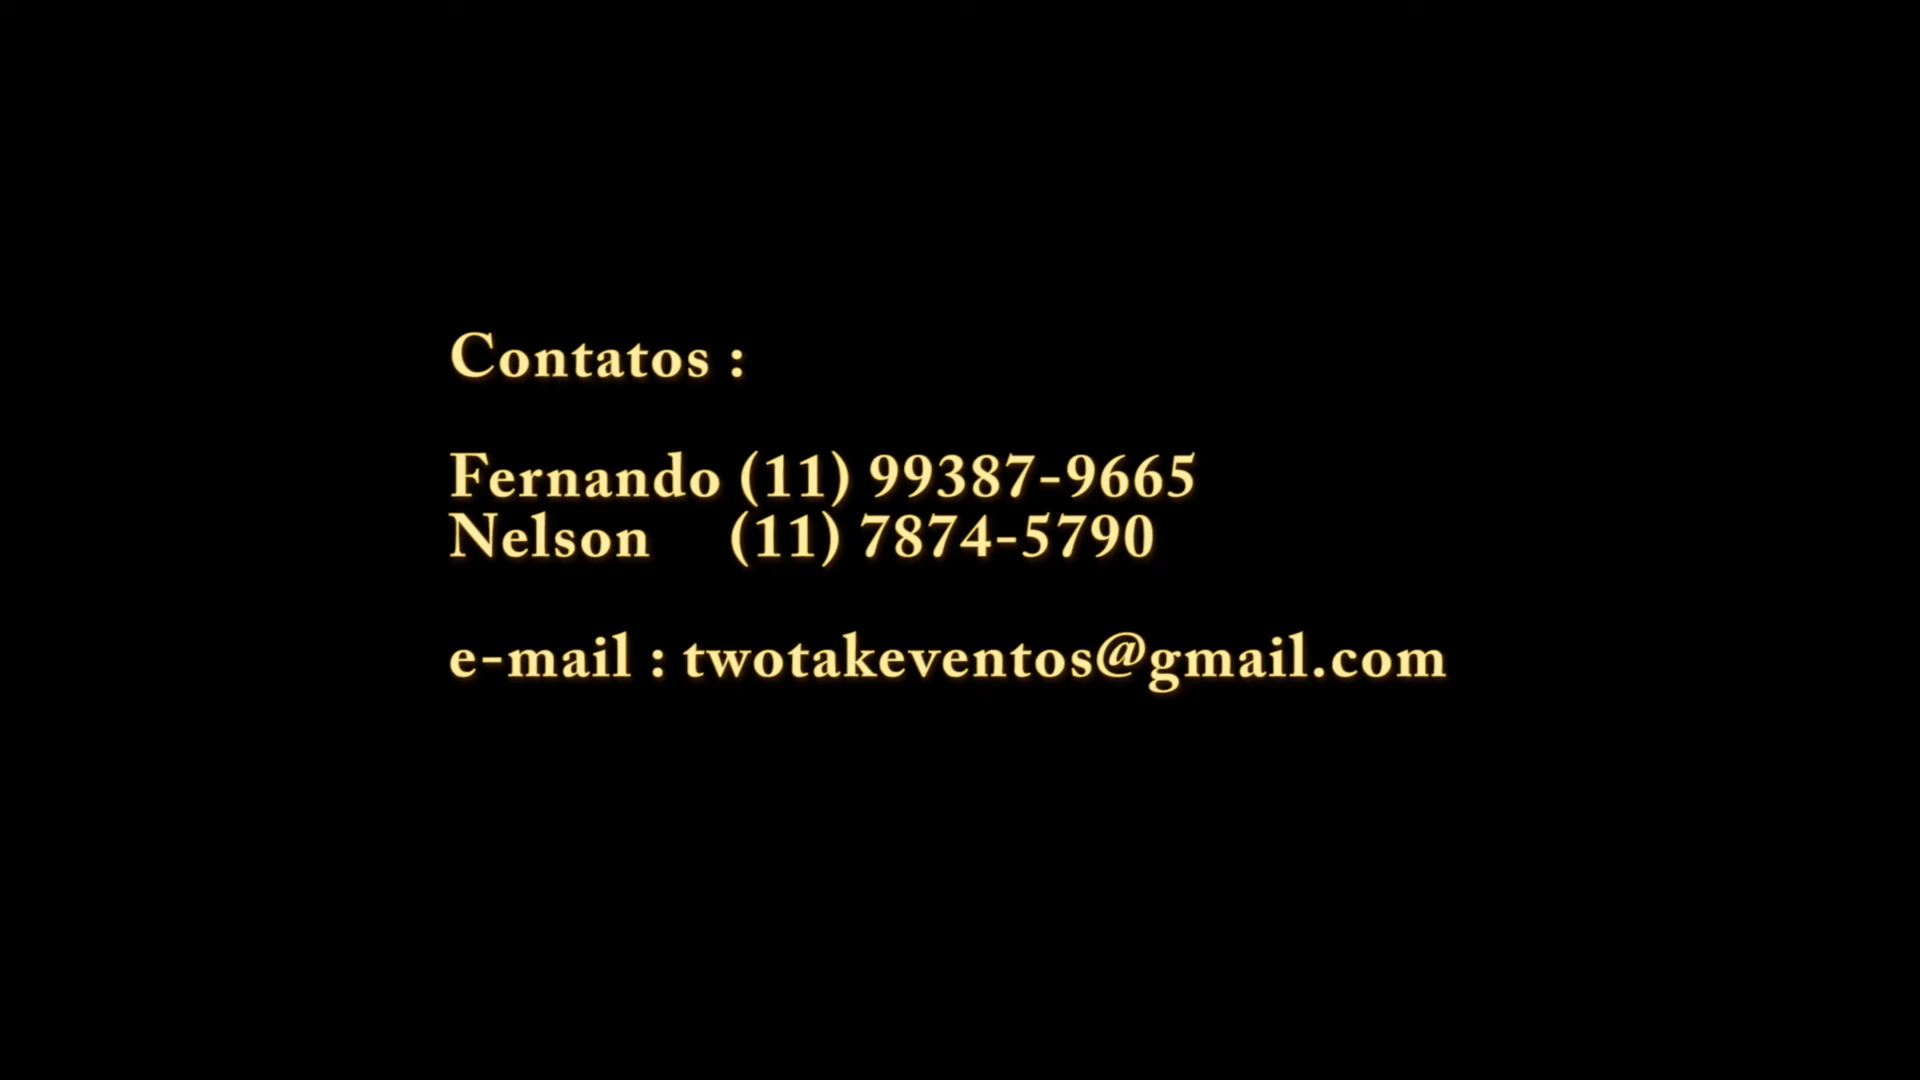 Contatos :
Fernando (11) 99387-9665
Nelson (11) 7874-5790
e-mail : twotakeventos@gmail.com